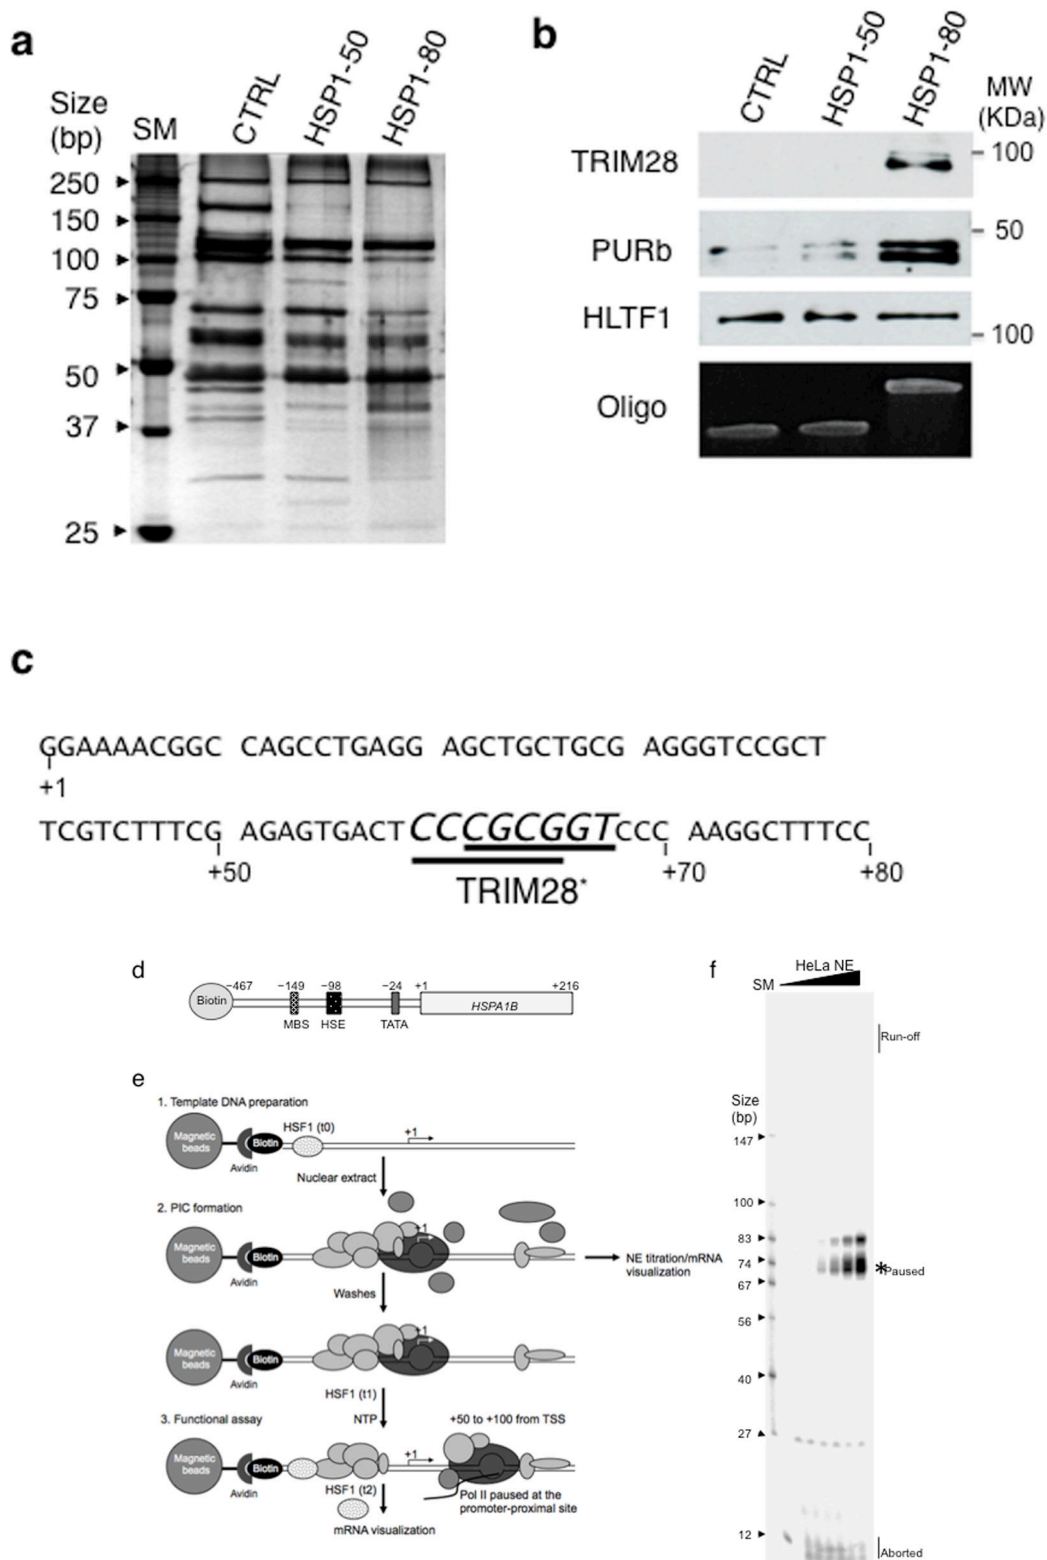 a
Size
(bp)
SM
CTRL
HSP1-50
HSP1-80
250
150
100
75
50
37
25
b
CTRL
HSP1-50
HSP1-80
MW
(KDa)
TRIM28
100
PURb
50
HLTF1
100
Oligo
c
GGAAAACGGC CAGCCTGAGG AGCTGCTGCG AGGGTCCGCT
+1
TCGTCTTTCG AGAGTGACTCCCGCGGTCCC AAGGCTTTCC
+50 +70 +80
TRIM28*
d
Biotin
−467 −149 −98 −24 +1 +216
HSPA1B
MBS HSE TATA
e
1. Template DNA preparation
HSF1 (t0)
+1
Magnetic
beads
Biotin
Avidin
Nuclear extract
2. PIC formation
+1
Magnetic
beads
Biotin
Avidin
NE titration/mRNA
visualization
Washes
+1
Magnetic
beads
Biotin
Avidin
HSF1 (t1)
NTP
3. Functional assay
+50 to +100 from TSS
+1
Magnetic
beads
Biotin
Avidin
HSF1 (t2)
Pol II paused at the
promoter-proximal site
mRNA visualization
f
HeLa NE
SM
Run-off
Size
(bp)
147
100
83
74
*Paused
67
56
40
27
12
Aborted